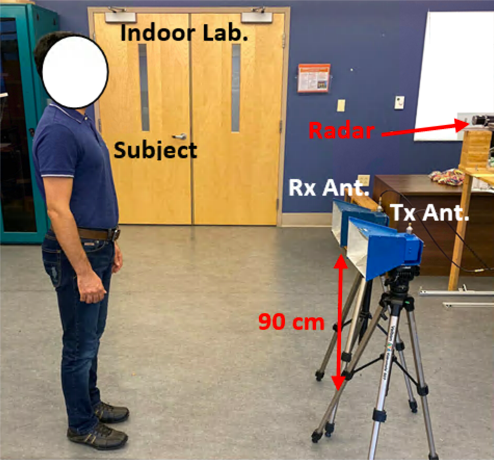 Indoor Lab.
Radar
Subject
Rx Ant.
Tx Ant.
90 cm